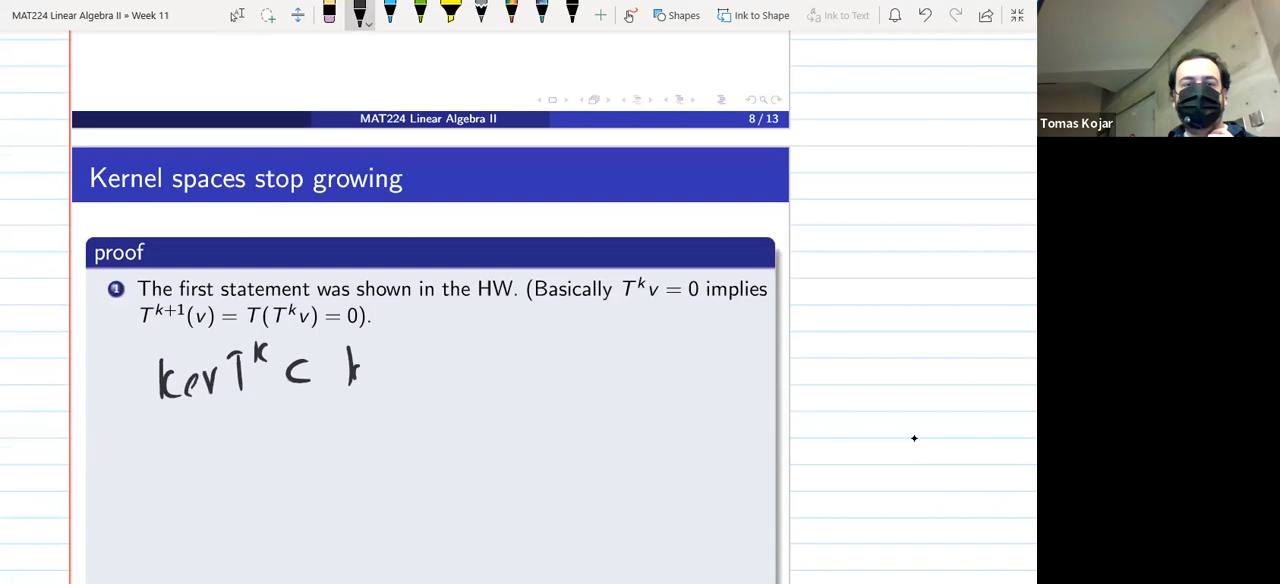 MAT224 Linear Algebra II » Week 11
Shapes
Ink to Shape
Ink to Text
MAT224 Linear Algebra II
8 / 13
Tomas Kojar
Kernel spaces stop growing
proof
1 The first statement was shown in the HW. (Basically T^k v = 0 implies
T^{k+1}(v) = T(T^k v) = 0).
ker T^k ⊂ k